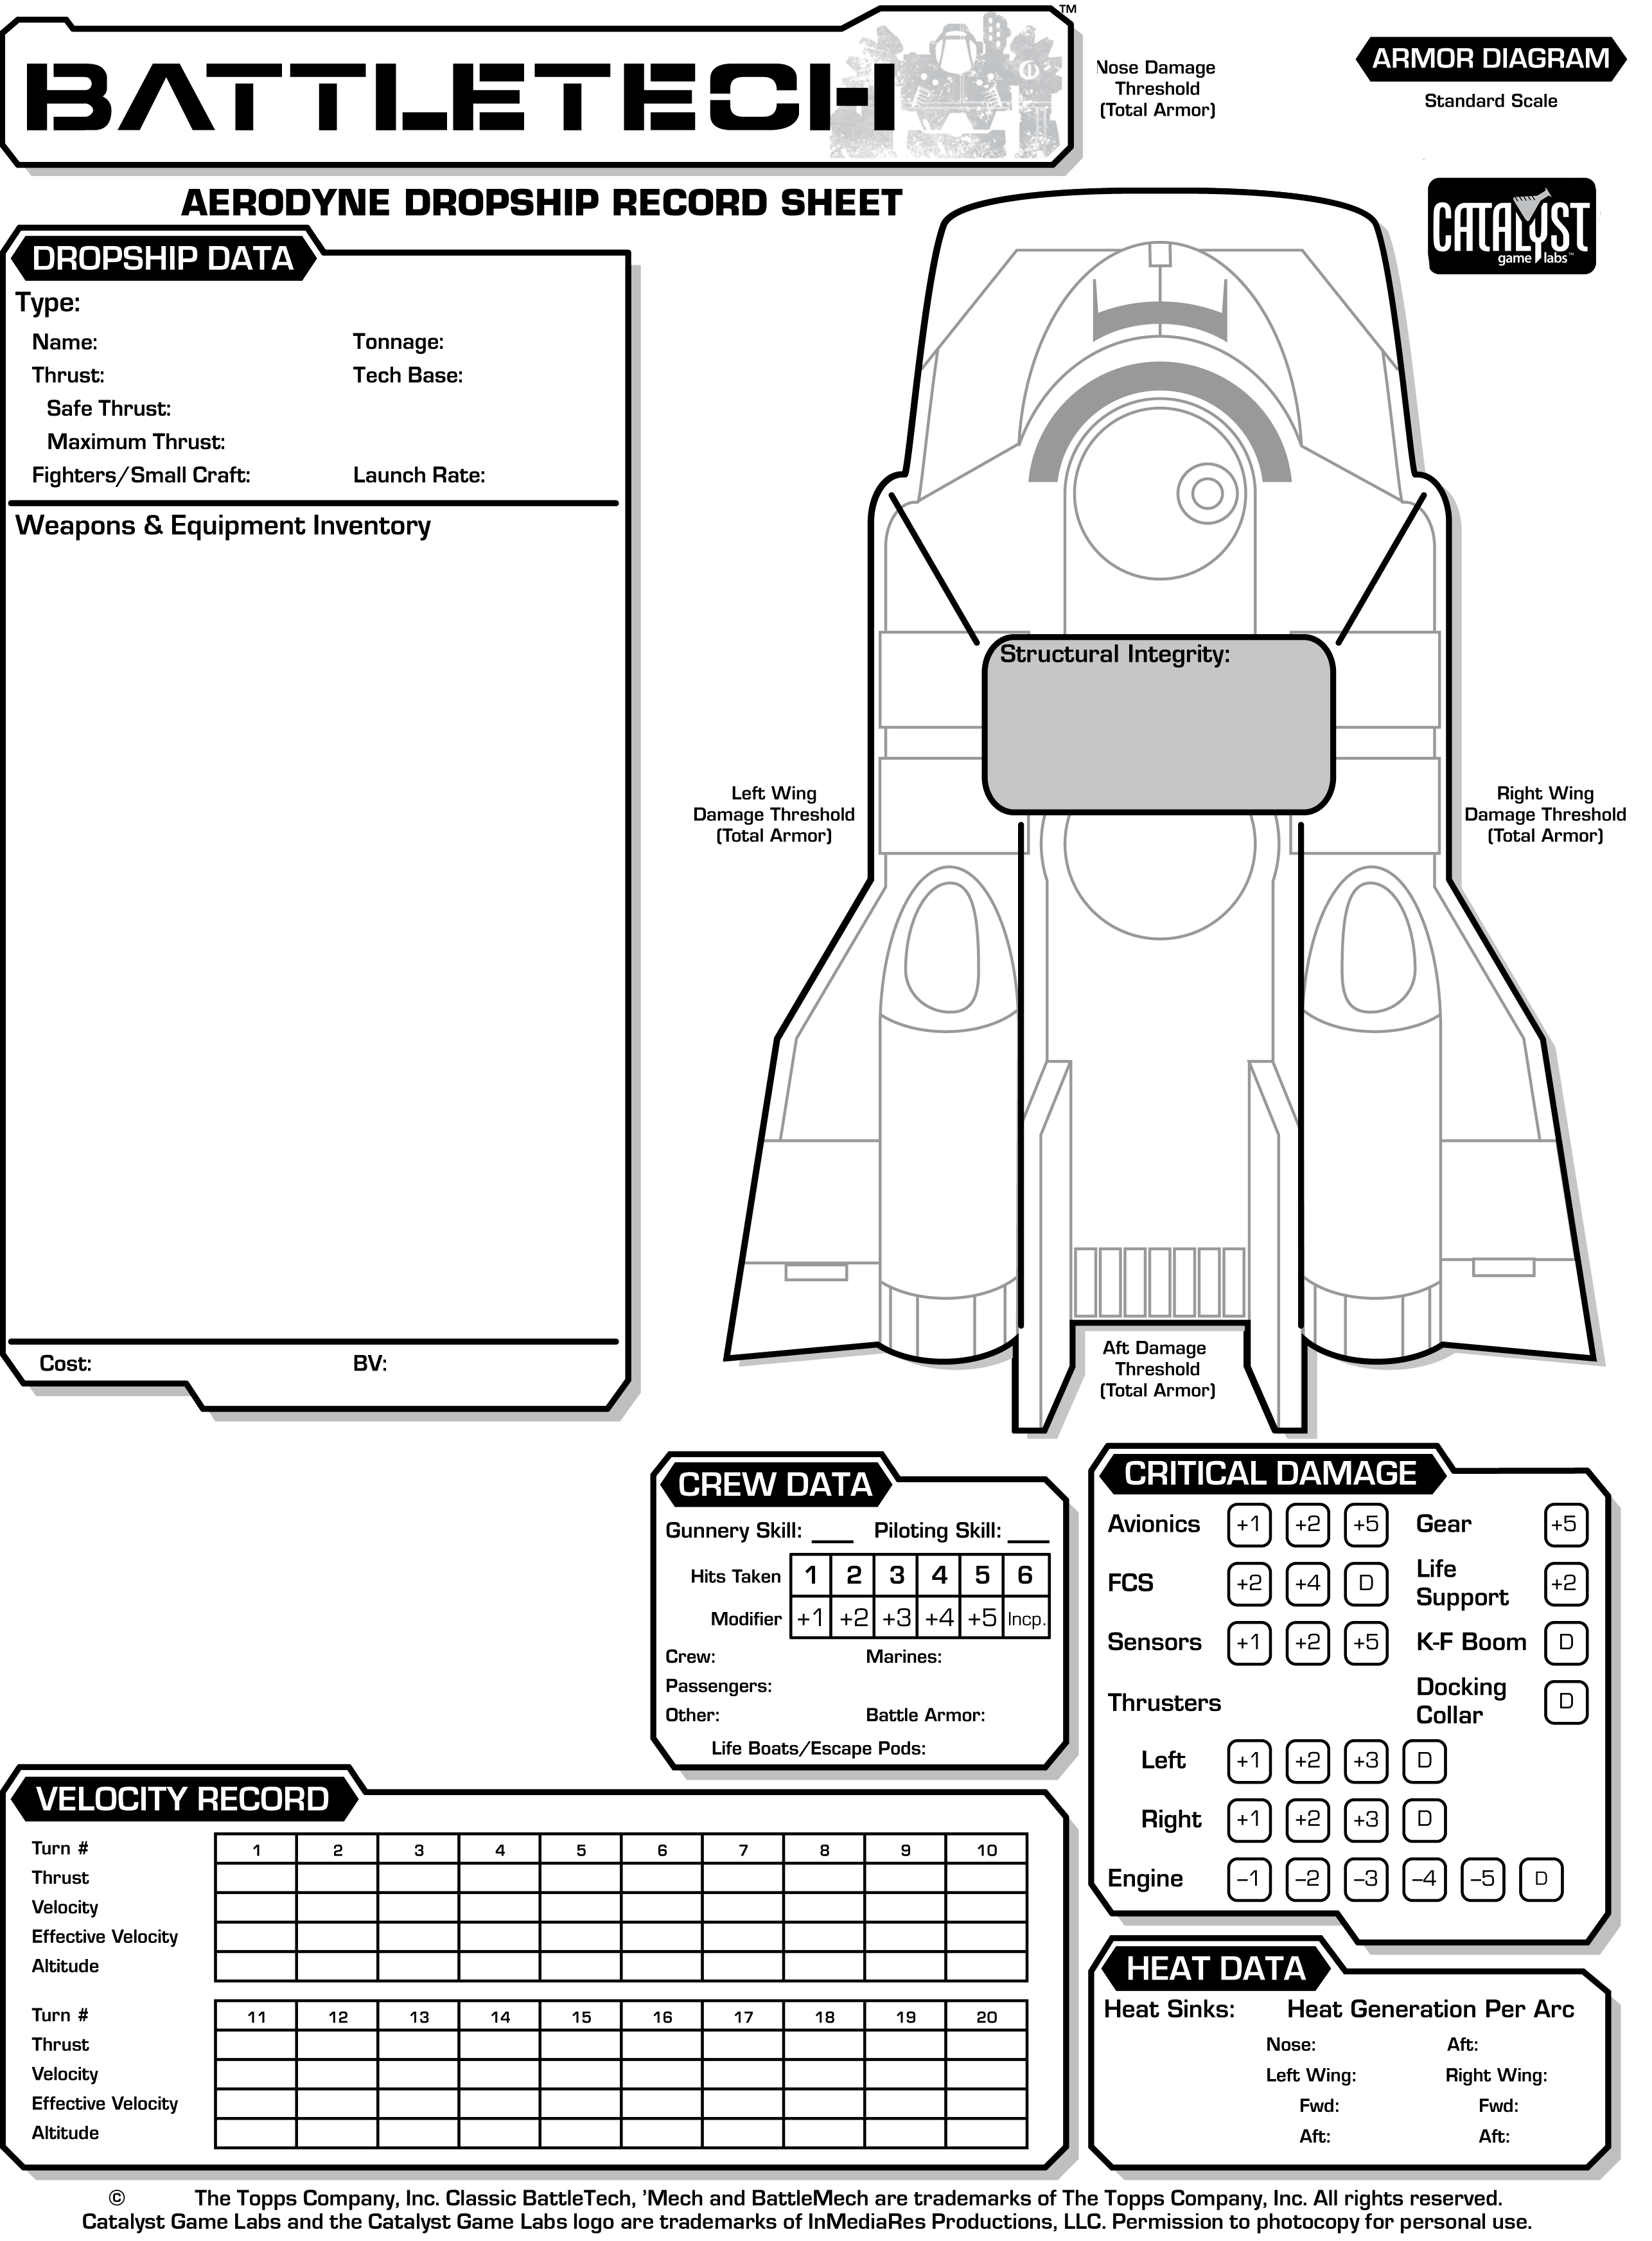 BATTLETECH
TM
Nose Damage
Threshold
(Total Armor)
ARMOR DIAGRAM
Standard Scale
CATALYST
game labs™
AERODYNE DROPSHIP RECORD SHEET
DROPSHIP DATA
Type:
Name: Tonnage:
Thrust: Tech Base:
Safe Thrust:
Maximum Thrust:
Fighters/Small Craft: Launch Rate:
Weapons & Equipment Inventory
Cost: BV:
Structural Integrity:
Left Wing
Damage Threshold
(Total Armor)
Right Wing
Damage Threshold
(Total Armor)
Aft Damage
Threshold
(Total Armor)
CREW DATA
Gunnery Skill: ___ Piloting Skill: ___
Hits Taken 1 2 3 4 5 6
Modifier +1 +2 +3 +4 +5 Incp.
Crew: Marines:
Passengers:
Other: Battle Armor:
Life Boats/Escape Pods:
CRITICAL DAMAGE
Avionics +1 +2 +5 Gear +5
FCS +2 +4 D Life
Support +2
Sensors +1 +2 +5 K-F Boom D
Thrusters Docking
Collar D
Left +1 +2 +3 D
Right +1 +2 +3 D
Engine –1 –2 –3 –4 –5 D
VELOCITY RECORD
Turn # 1 2 3 4 5 6 7 8 9 10
Thrust
Velocity
Effective Velocity
Altitude
Turn # 11 12 13 14 15 16 17 18 19 20
Thrust
Velocity
Effective Velocity
Altitude
HEAT DATA
Heat Sinks: Heat Generation Per Arc
Nose: Aft:
Left Wing: Right Wing:
Fwd: Fwd:
Aft: Aft:
© The Topps Company, Inc. Classic BattleTech, ’Mech and BattleMech are trademarks of The Topps Company, Inc. All rights reserved.
Catalyst Game Labs and the Catalyst Game Labs logo are trademarks of InMediaRes Productions, LLC. Permission to photocopy for personal use.